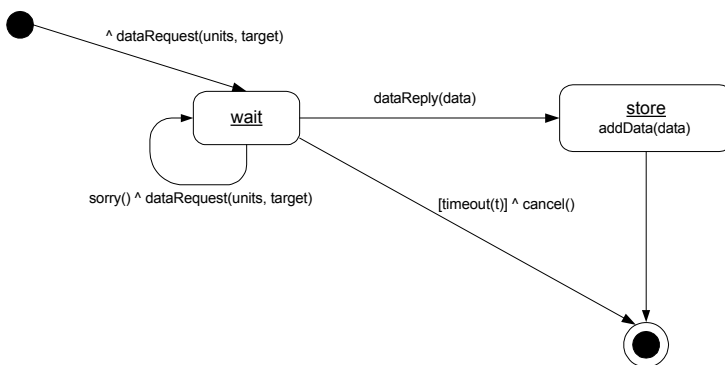 ^ dataRequest(units, target)
dataReply(data)
wait
store
addData(data)
sorry() ^ dataRequest(units, target)
[timeout(t)] ^ cancel()